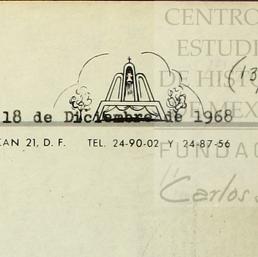 CENTRO
ESTUDI
DE HIST
(13
18 de Diciembre de 1968
DE MEX
CAN 21, D. F. TEL. 24-90-02 Y 24-87-56
FUNDAC
Carlos